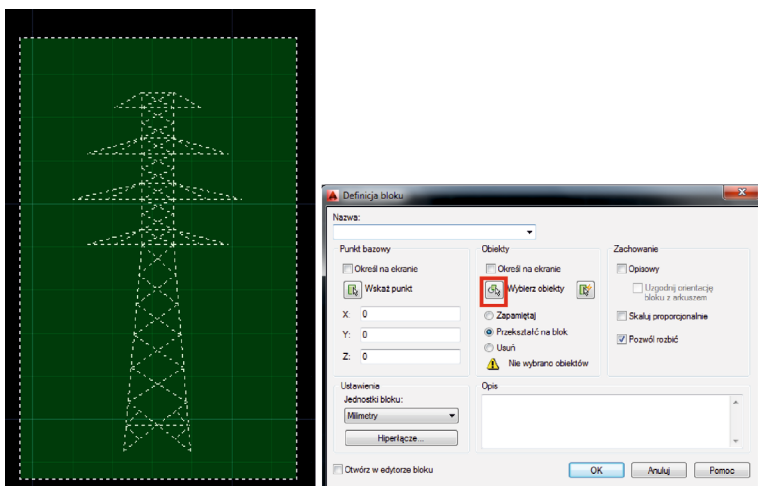 Definicja bloku
Nazwa:
Punkt bazowy
Określ na ekranie
Wskaż punkt
X: 0
Y: 0
Z: 0
Obiekty
Określ na ekranie
Wybierz obiekty
Zapamiętaj
Przekształć na blok
Usuń
Nie wybrano obiektów
Zachowanie
Opisowy
Uzgodnij orientację
bloku z arkuszem
Skaluj proporcjonalnie
Pozwól rozbić
Ustawienia
Jednostki bloku:
Milimetry
Hiperłącze...
Opis
Otwórz w edytorze bloku
OK
Anuluj
Pomoc